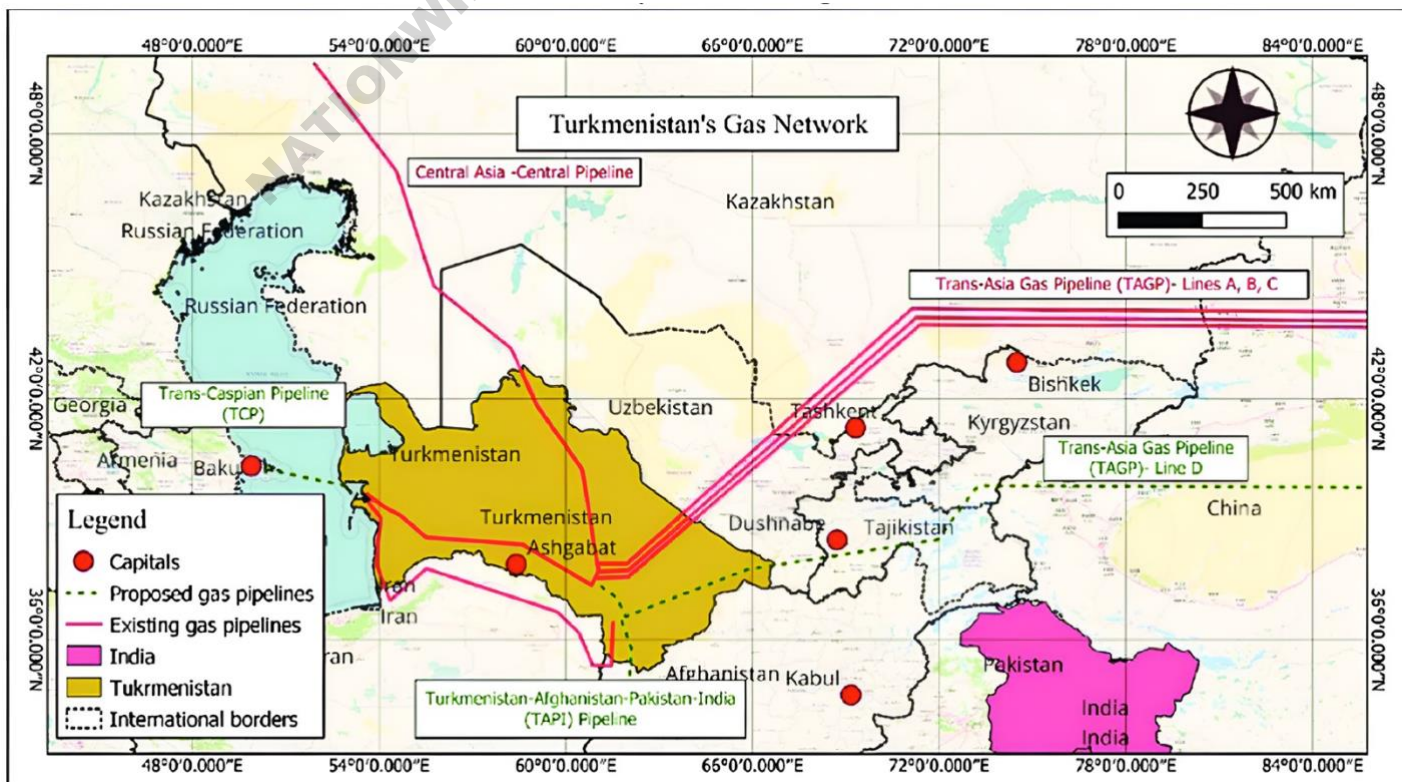 NATIONW
48°0'0.000"E 54°0'0.000"E 60°0'0.000"E 66°0'0.000"E 72°0'0.000"E 78°0'0.000"E 84°0'0.000"E
48°0'0.000"N
48°0'0.000"N
Turkmenistan's Gas Network
Central Asia -Central Pipeline
0 250 500 km
Kazakhstan
Kazakhstan
Russian Federation
Russian Federation
Trans-Asia Gas Pipeline (TAGP)- Lines A, B, C
42°0'0.000"N
42°0'0.000"N
Trans-Caspian Pipeline
(TCP)
Georgia
Uzbekistan
Tashkent
Bishkek
Kyrgyzstan
Armenia
Baku
Turkmenistan
Trans-Asia Gas Pipeline
(TAGP)- Line D
China
Turkmenistan
Ashgabat
Dushnabe
Tajikistan
Legend
Capitals
Proposed gas pipelines
Existing gas pipelines
India
Tukrmenistan
International borders
Iron
Iran
ran
36°0'0.000"N
36°0'0.000"N
Afghanistan
Kabul
Pakistan
India
India
Turkmenistan-Afghanistan-Pakistan-India
(TAPI) Pipeline
48°0'0.000"E 54°0'0.000"E 60°0'0.000"E 66°0'0.000"E 72°0'0.000"E 78°0'0.000"E 84°0'0.000"E